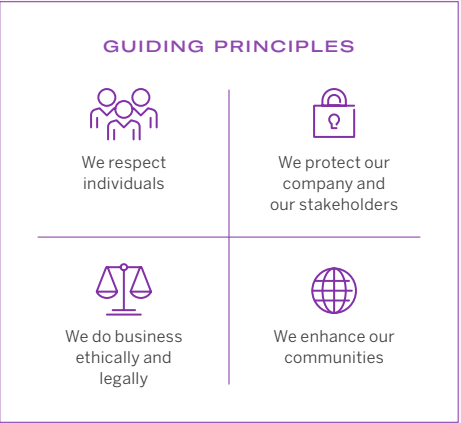 GUIDING PRINCIPLES
We respect
individuals
We protect our
company and
our stakeholders
We do business
ethically and
legally
We enhance our
communities